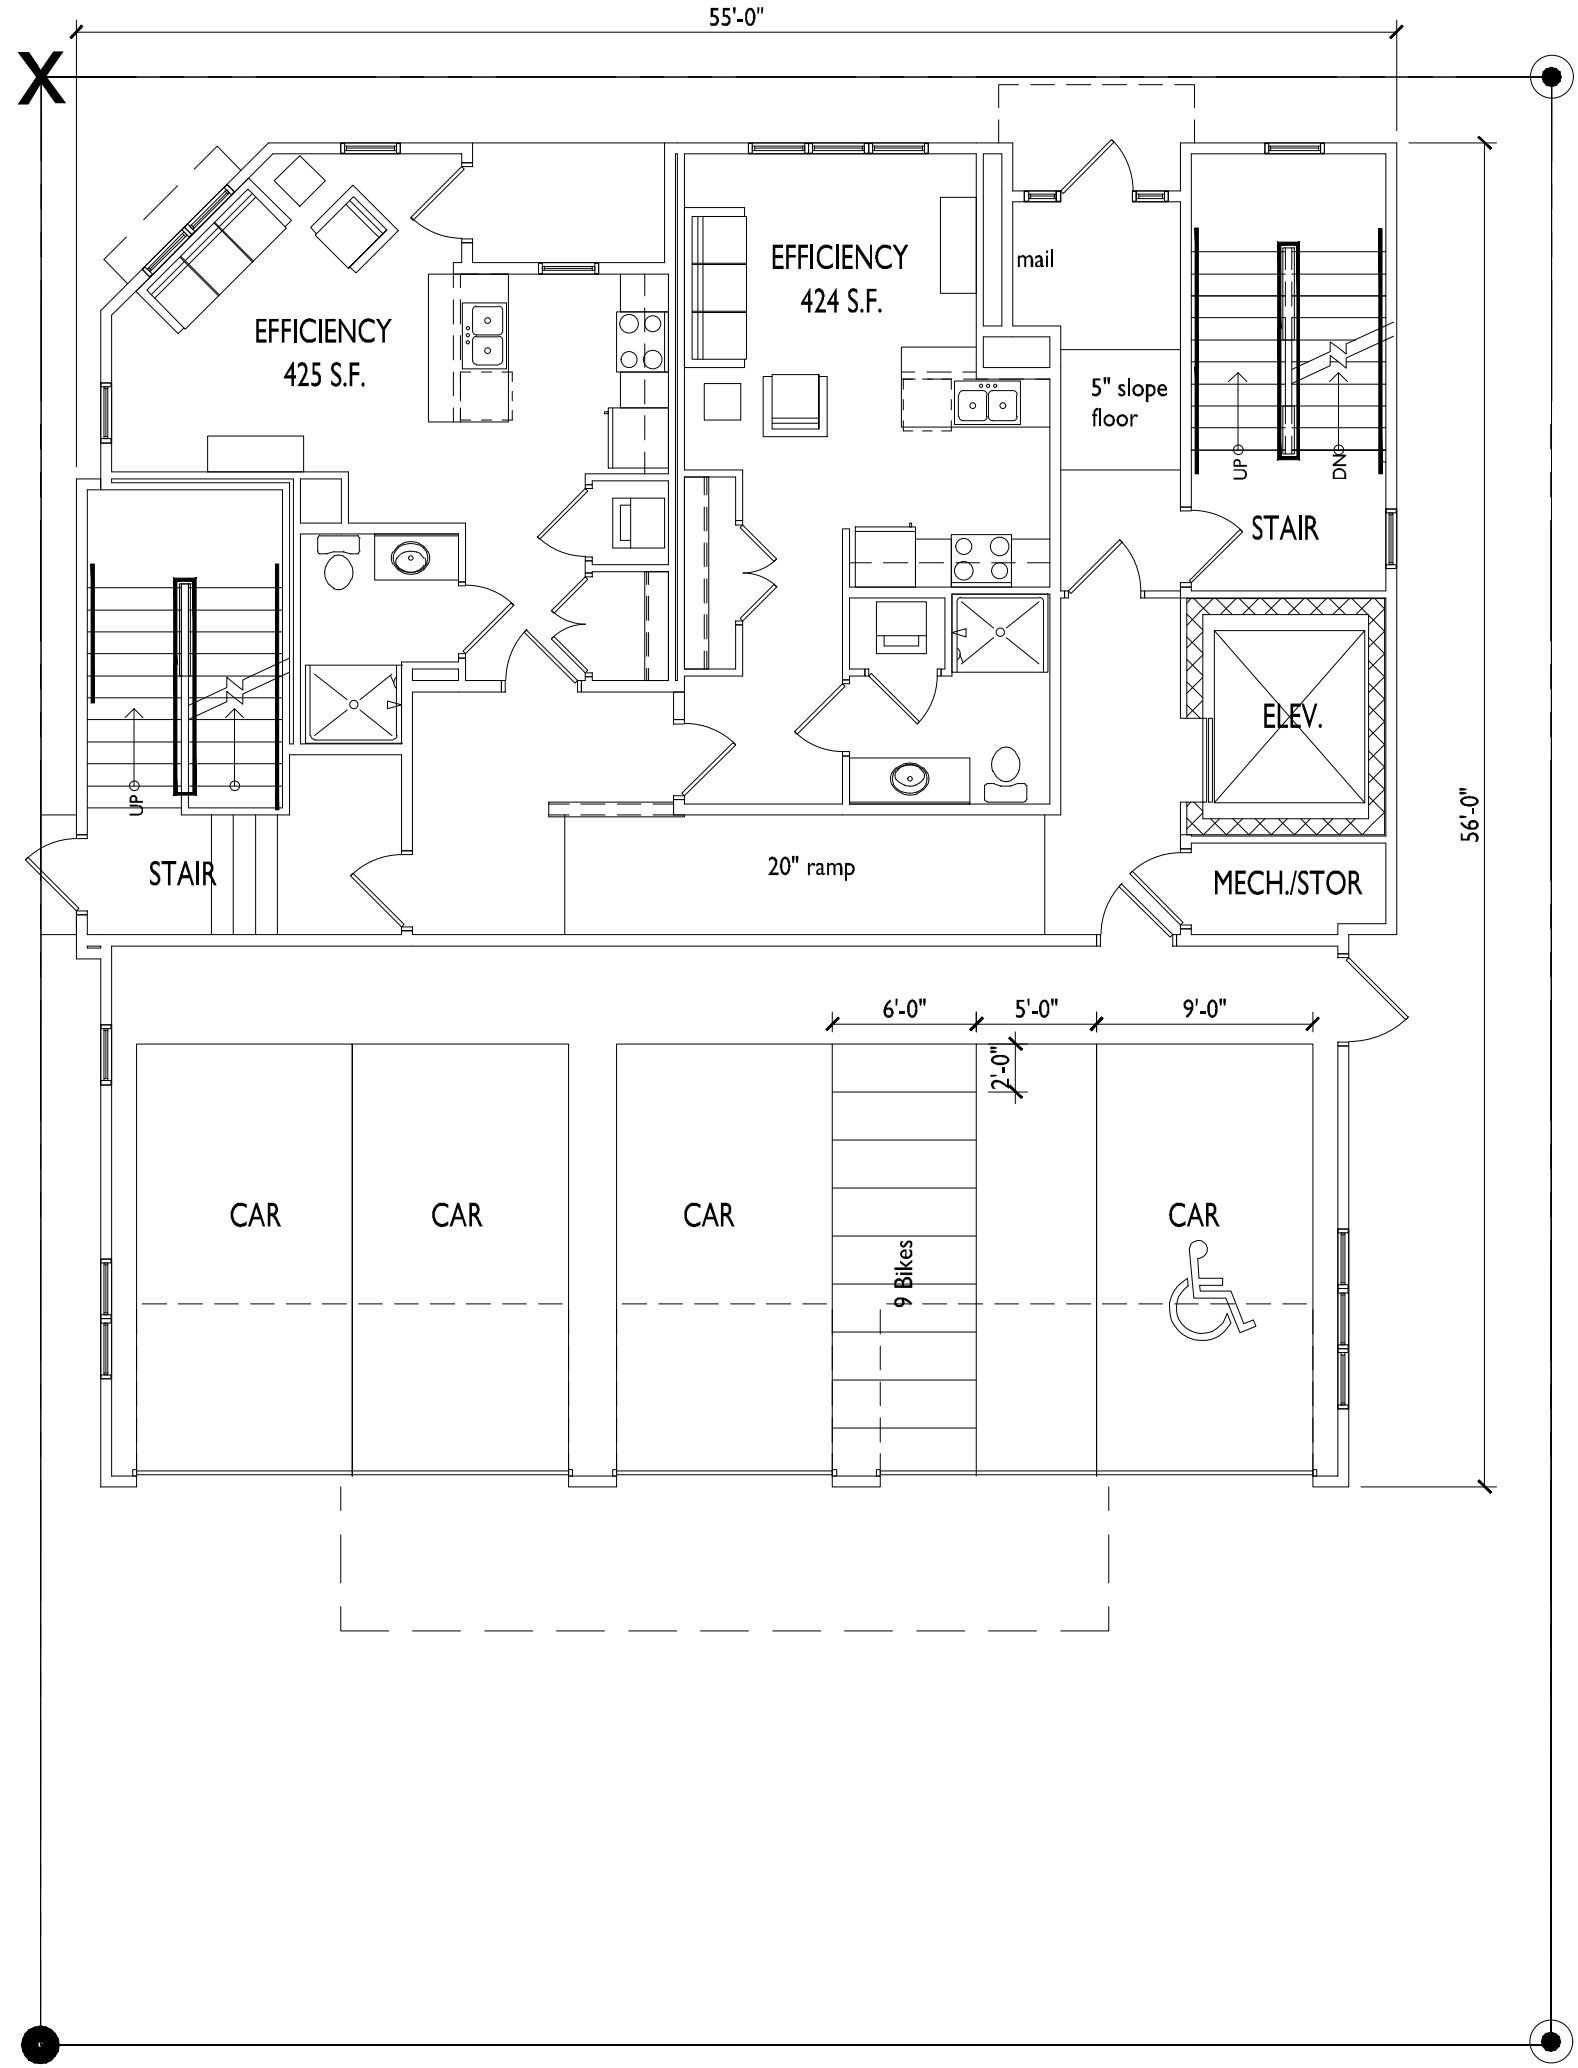 55'-0"
X
EFFICIENCY
424 S.F.
mail
EFFICIENCY
425 S.F.
5" slope
floor
UP
DN
STAIR
ELEV.
UP
56'-0"
STAIR
20" ramp
MECH./STOR
6'-0"
5'-0"
9'-0"
2'-0"
CAR
CAR
CAR
CAR
9 Bikes